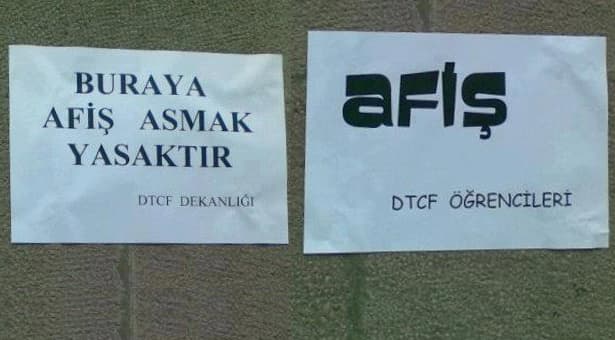 BURAYA
AFİŞ ASMAK
YASAKTIR
DTCF DEKANLIĞI
AFİŞ
DTCF ÖĞRENCİLERİ